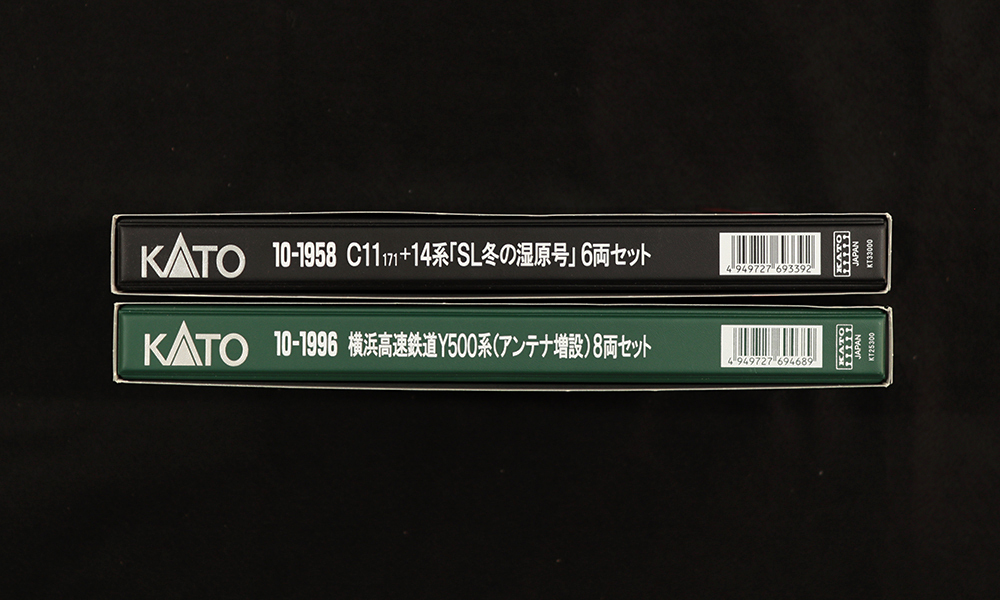 KATO 10-1958 C11 171+14系「SL冬の湿原号」6両セット
4 949727 693392
KATO
JAPAN
KT33000
KATO 10-1996 横浜高速鉄道Y500系(アンテナ増設)8両セット
4 949727 694689
KATO
JAPAN
KT25300